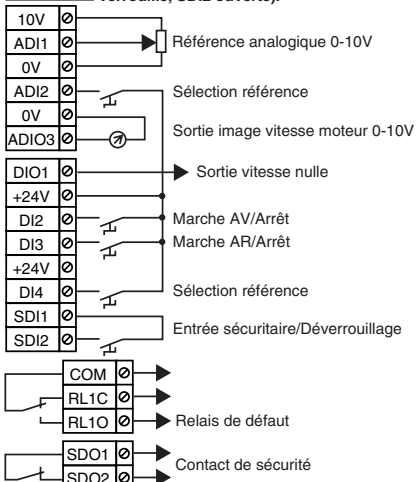 verrouillé, SDI2 ouverte).
10V
ADI1 Référence analogique 0-10V
0V
ADI2 Sélection référence
0V
Sortie image vitesse moteur 0-10V
ADIO3
DIO1 Sortie vitesse nulle
+24V
DI2 Marche AV/Arrêt
DI3 Marche AR/Arrêt
+24V
DI4 Sélection référence
SDI1
Entrée sécuritaire/Déverrouillage
SDI2
COM
RL1C
RL1O Relais de défaut
SDO1
Contact de sécurité
SDO2